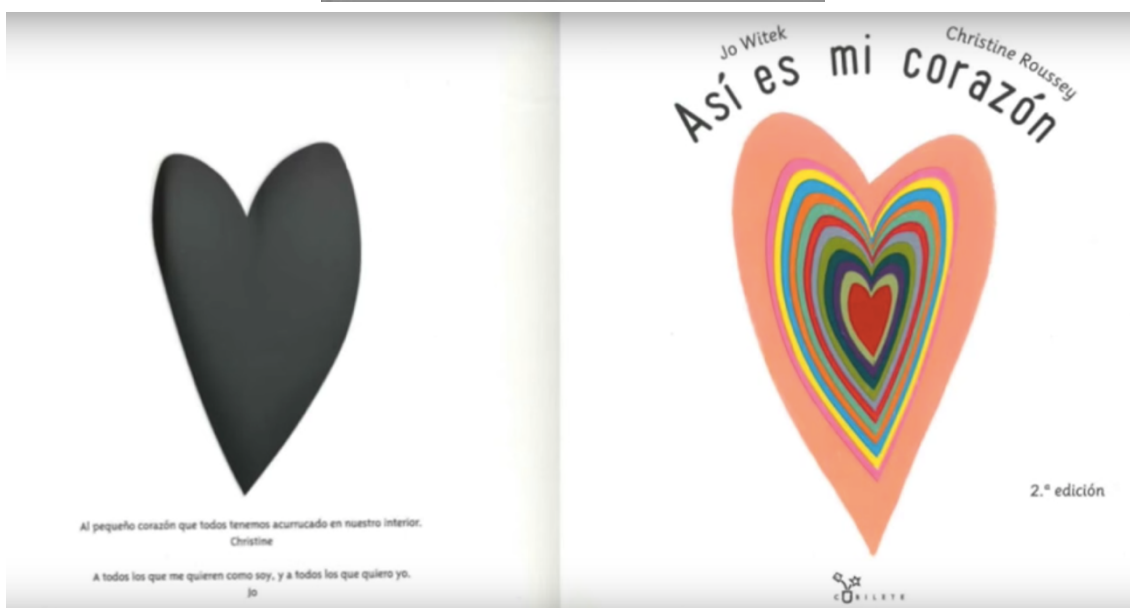 Al pequeño corazón que todos tenemos acurrucado en nuestro interior.
Christine
A todos los que me quieren como soy, y a todos los que quiero yo.
Jo
Jo Witek
Christine Roussey
Así es mi corazón
2.ª edición
CUBILETE